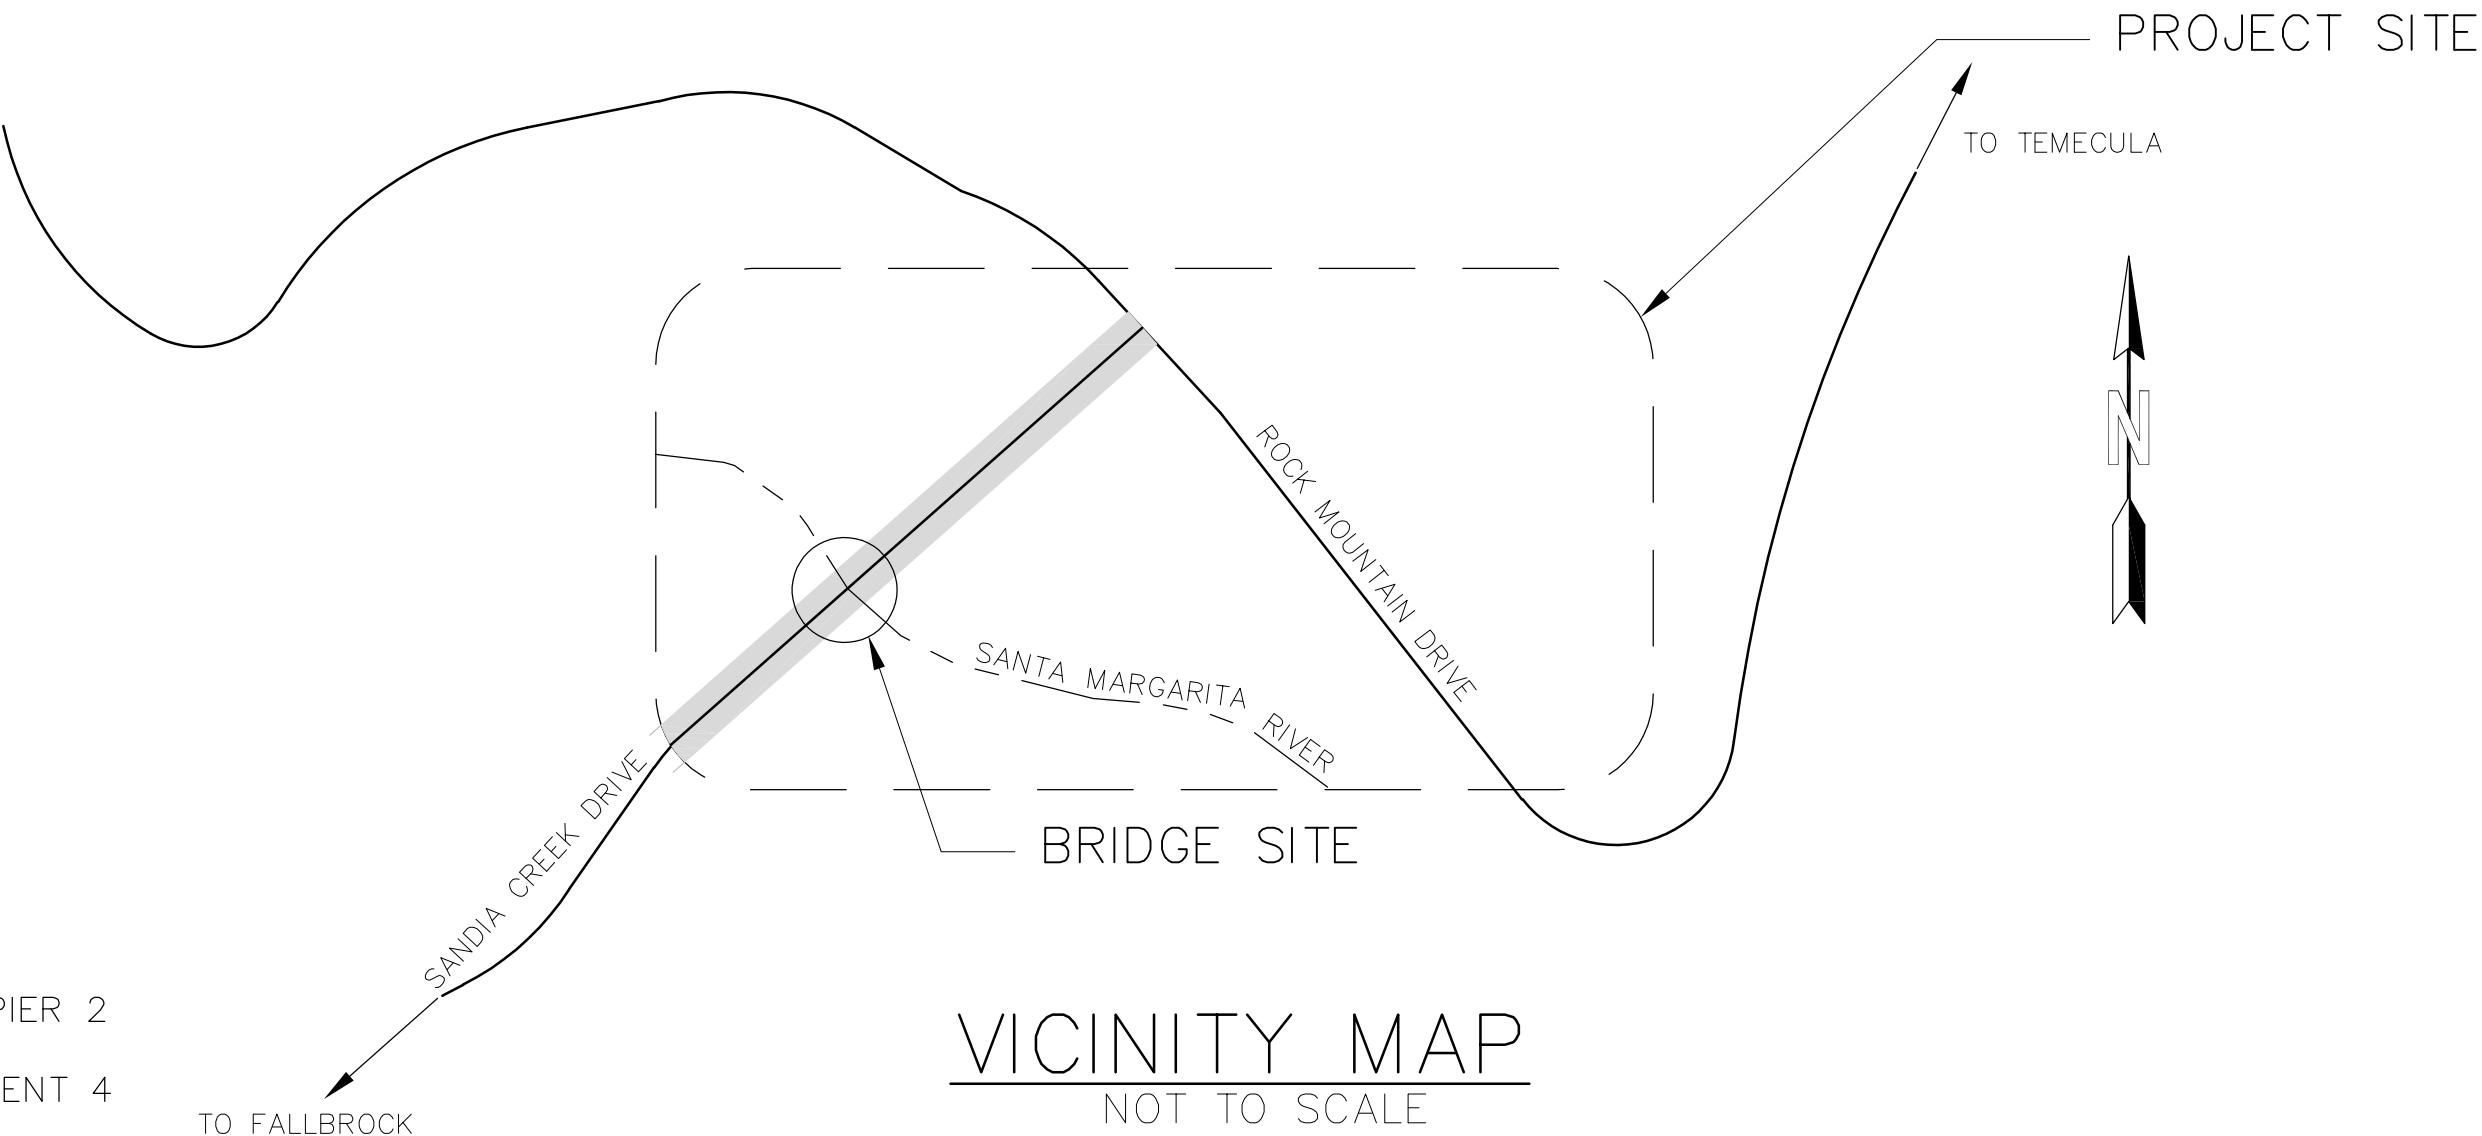 PROJECT SITE
TO TEMECULA
N
ROCK MOUNTAIN DRIVE
SANTA MARGARITA RIVER
SANDIA CREEK DRIVE
BRIDGE SITE
PIER 2
ENT 4
TO FALLBROCK
VICINITY MAP
NOT TO SCALE